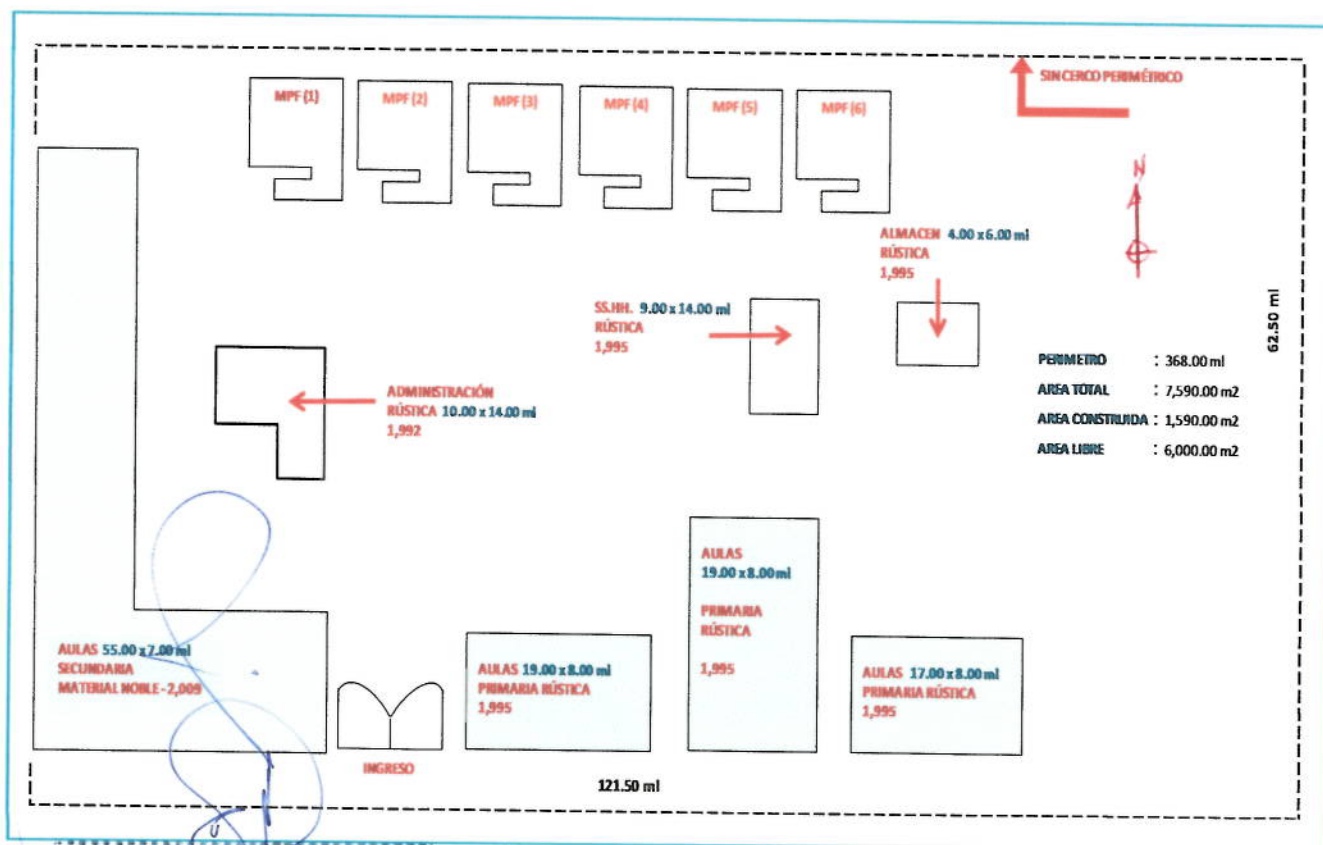 SIN CERCO PERIMÉTRICO
MPF (1)
MPF (2)
MPF (3)
MPF (4)
MPF (5)
MPF (6)
N
ALMACEN 4.00 x 6.00 ml
RÚSTICA
1,995
SS.HH. 9.00 x 14.00 ml
RÚSTICA
1,995
62.50 ml
ADMINISTRACIÓN
RÚSTICA 10.00 x 14.00 ml
1,992
PERIMETRO : 368.00 ml
AREA TOTAL : 7,590.00 m2
AREA CONSTRUIDA : 1,590.00 m2
AREA LIBRE : 6,000.00 m2
AULAS 55.00 x 7.00 ml
SECUNDARIA
MATERIAL NOBLE - 2,009
INGRESO
AULAS 19.00 x 8.00 ml
PRIMARIA RÚSTICA
1,995
AULAS
19.00 x 8.00 ml
PRIMARIA
RÚSTICA
1,995
AULAS 17.00 x 8.00 ml
PRIMARIA RÚSTICA
1,995
121.50 ml